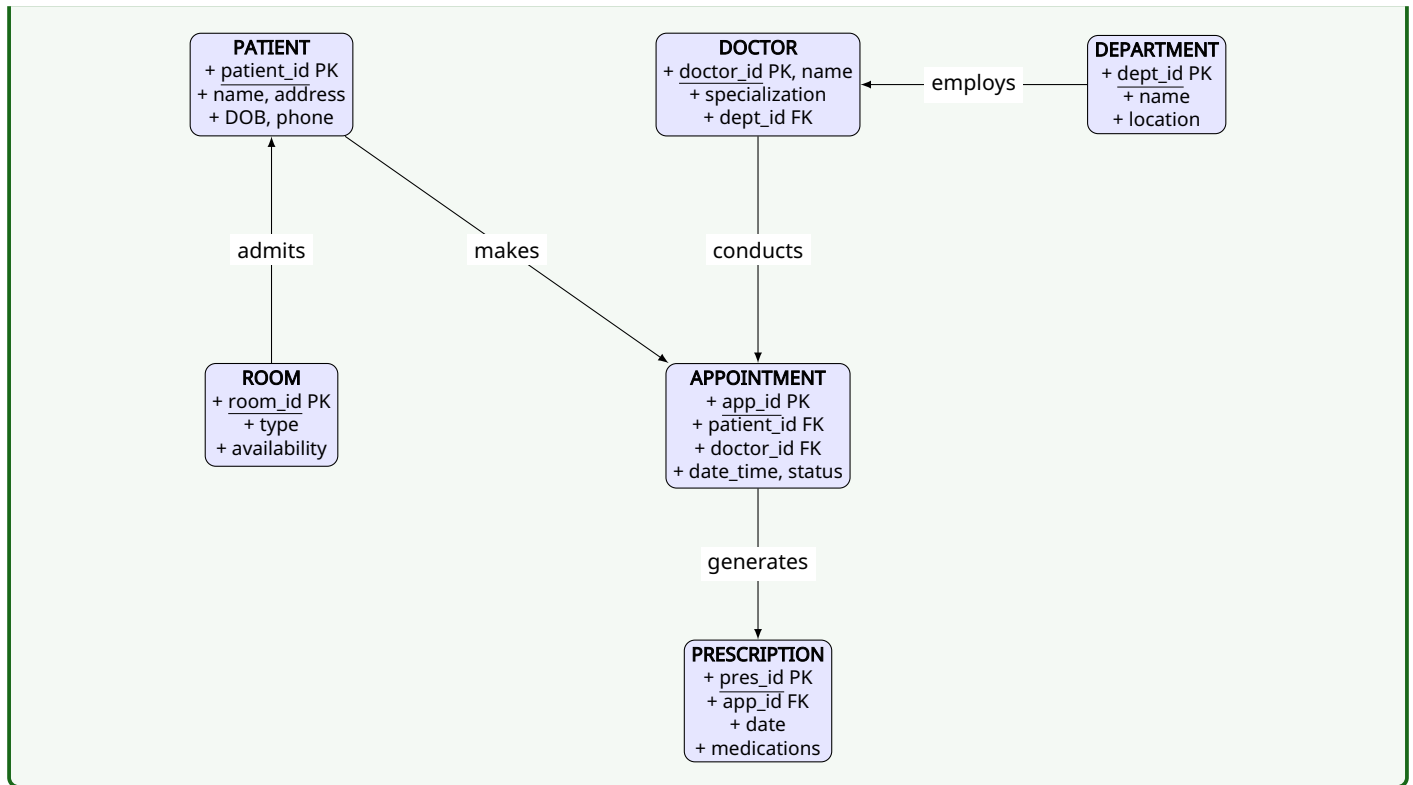 PATIENT
+ patient_id PK
+ name, address
+ DOB, phone
DOCTOR
+ doctor_id PK, name
+ specialization
+ dept_id FK
employs
DEPARTMENT
+ dept_id PK
+ name
+ location
admits
makes
conducts
ROOM
+ room_id PK
+ type
+ availability
APPOINTMENT
+ app_id PK
+ patient_id FK
+ doctor_id FK
+ date_time, status
generates
PRESCRIPTION
+ pres_id PK
+ app_id FK
+ date
+ medications